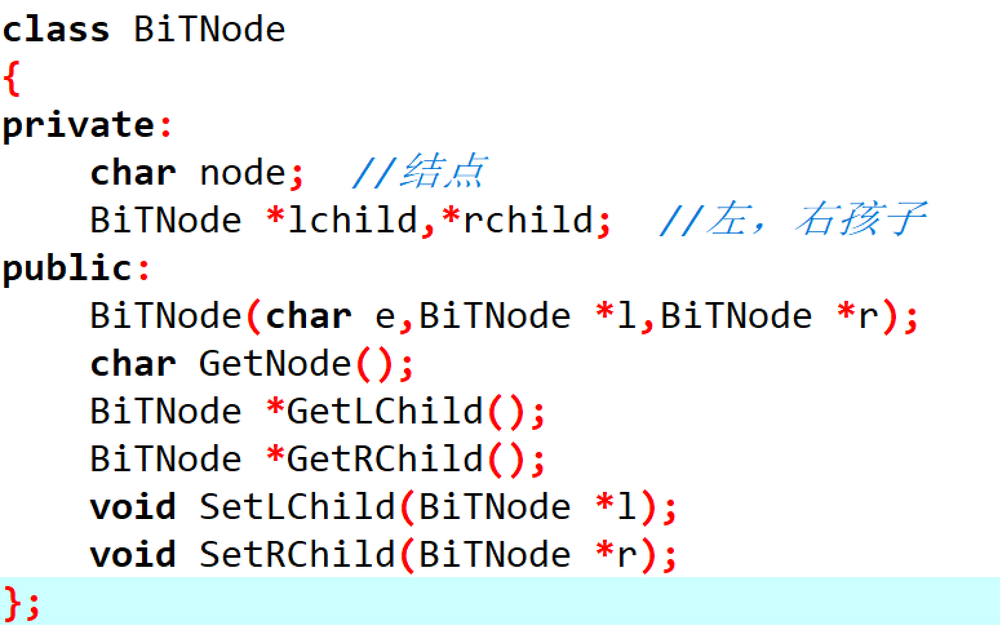 class BiTNode
{
private:
    char node;  //结点
    BiTNode *lchild,*rchild;  //左，右孩子
public:
    BiTNode(char e,BiTNode *l,BiTNode *r);
    char GetNode();
    BiTNode *GetLChild();
    BiTNode *GetRChild();
    void SetLChild(BiTNode *l);
    void SetRChild(BiTNode *r);
};